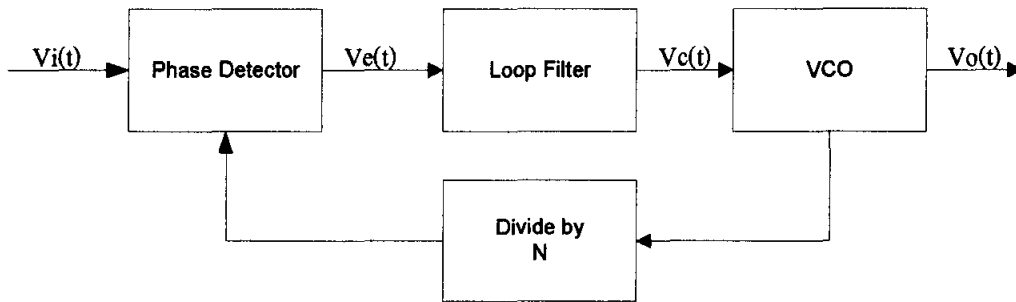 Vi(t)
Phase Detector
Ve(t)
Loop Filter
Vc(t)
VCO
Vo(t)
Divide by
N